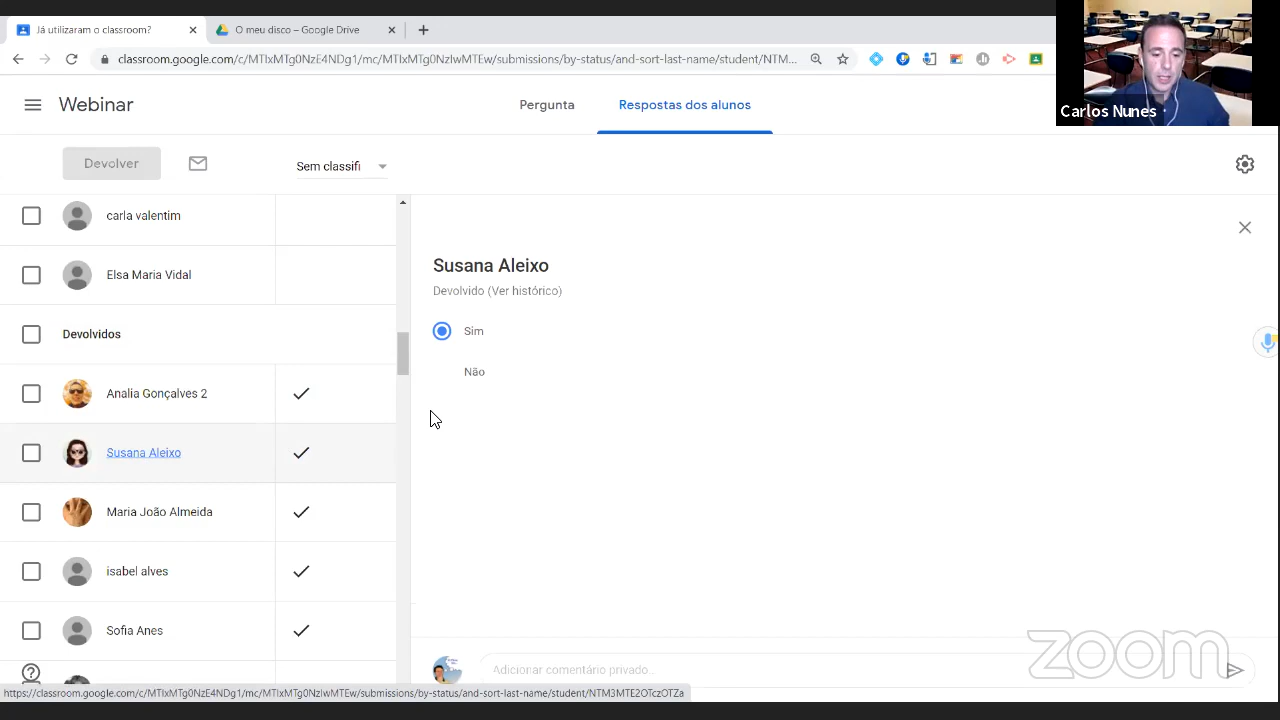 Já utilizaram o classroom?
O meu disco – Google Drive
classroom.google.com/c/MTIxMTg0NzE4NDg1/mc/MTIxMTg0NzIwMTEw/submissions/by-status/and-sort-last-name/student/NTM...
Carlos Nunes
Webinar
Pergunta
Respostas dos alunos
Devolver
Sem classifi
carla valentim
Elsa Maria Vidal
Devolvidos
Analia Gonçalves 2
Susana Aleixo
Maria João Almeida
isabel alves
Sofia Anes
Susana Aleixo
Devolvido (Ver histórico)
Sim
Não
Adicionar comentário privado...
zoom
https://classroom.google.com/c/MTIxMTg0NzE4NDg1/mc/MTIxMTg0NzIwMTEw/submissions/by-status/and-sort-last-name/student/NTM3MTE2OTczOTZa